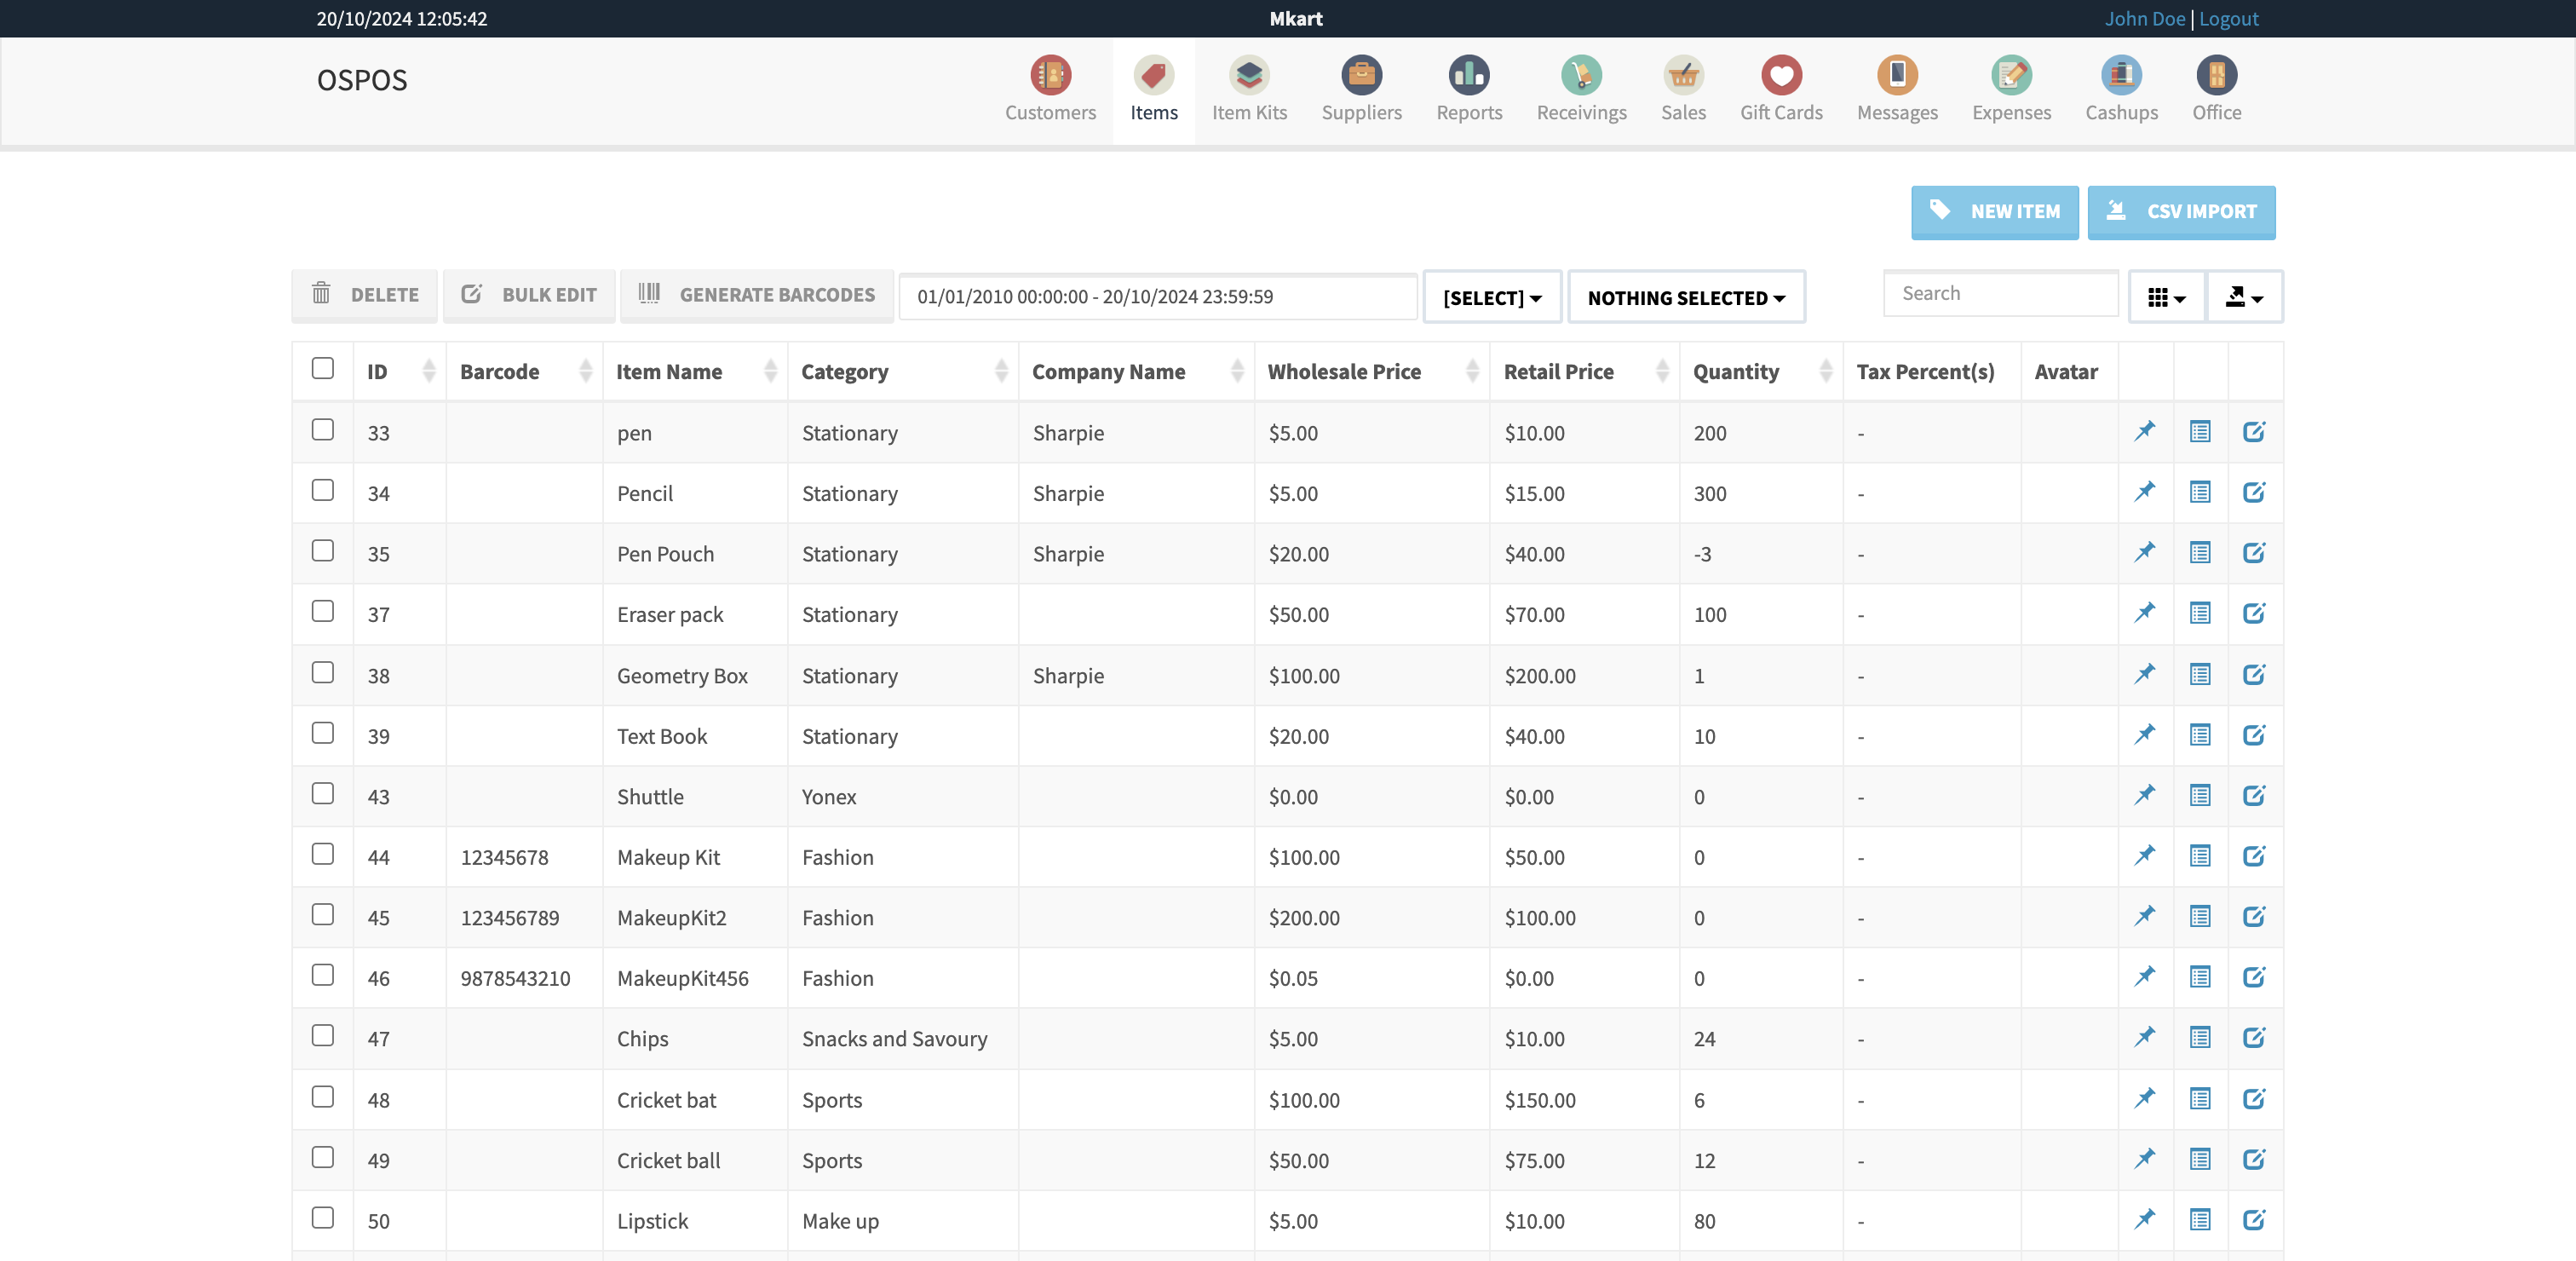 20/10/2024 12:05:42 Mkart John Doe | Logout
OSPOS
Customers Items Item Kits Suppliers Reports Receivings Sales Gift Cards Messages Expenses Cashups Office
NEW ITEM CSV IMPORT
DELETE BULK EDIT GENERATE BARCODES 01/01/2010 00:00:00 - 20/10/2024 23:59:59 [SELECT] NOTHING SELECTED Search
ID Barcode Item Name Category Company Name Wholesale Price Retail Price Quantity Tax Percent(s) Avatar
33 pen Stationary Sharpie $5.00 $10.00 200 -
34 Pencil Stationary Sharpie $5.00 $15.00 300 -
35 Pen Pouch Stationary Sharpie $20.00 $40.00 -3 -
37 Eraser pack Stationary $50.00 $70.00 100 -
38 Geometry Box Stationary Sharpie $100.00 $200.00 1 -
39 Text Book Stationary $20.00 $40.00 10 -
43 Shuttle Yonex $0.00 $0.00 0 -
44 12345678 Makeup Kit Fashion $100.00 $50.00 0 -
45 123456789 MakeupKit2 Fashion $200.00 $100.00 0 -
46 9878543210 MakeupKit456 Fashion $0.05 $0.00 0 -
47 Chips Snacks and Savoury $5.00 $10.00 24 -
48 Cricket bat Sports $100.00 $150.00 6 -
49 Cricket ball Sports $50.00 $75.00 12 -
50 Lipstick Make up $5.00 $10.00 80 -